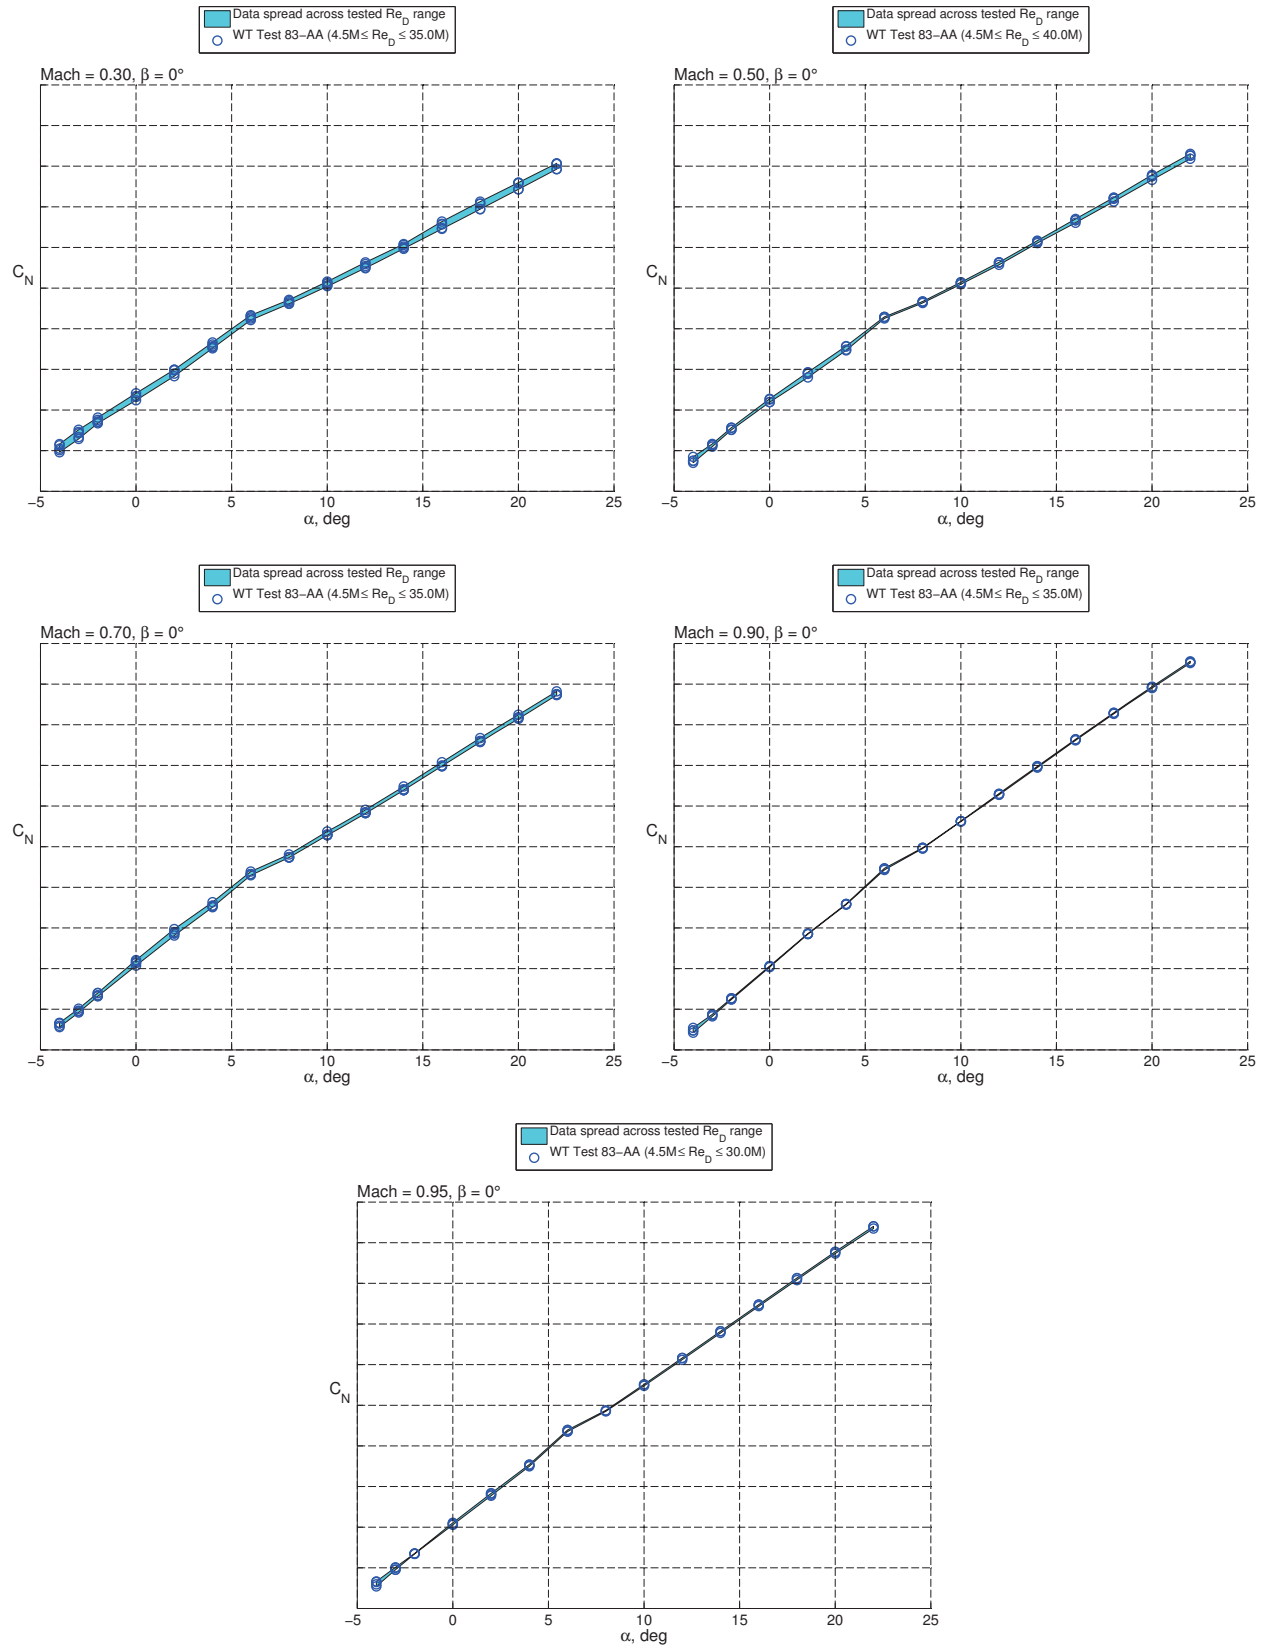 Data spread across tested Re_D range
WT Test 83−AA (4.5M≤ Re_D ≤ 35.0M)
Mach = 0.30, β = 0°
C_N
−5 0 5 10 15 20 25
α, deg
Data spread across tested Re_D range
WT Test 83−AA (4.5M≤ Re_D ≤ 40.0M)
Mach = 0.50, β = 0°
C_N
−5 0 5 10 15 20 25
α, deg
Data spread across tested Re_D range
WT Test 83−AA (4.5M≤ Re_D ≤ 35.0M)
Mach = 0.70, β = 0°
C_N
−5 0 5 10 15 20 25
α, deg
Data spread across tested Re_D range
WT Test 83−AA (4.5M≤ Re_D ≤ 35.0M)
Mach = 0.90, β = 0°
C_N
−5 0 5 10 15 20 25
α, deg
Data spread across tested Re_D range
WT Test 83−AA (4.5M≤ Re_D ≤ 30.0M)
Mach = 0.95, β = 0°
C_N
−5 0 5 10 15 20 25
α, deg